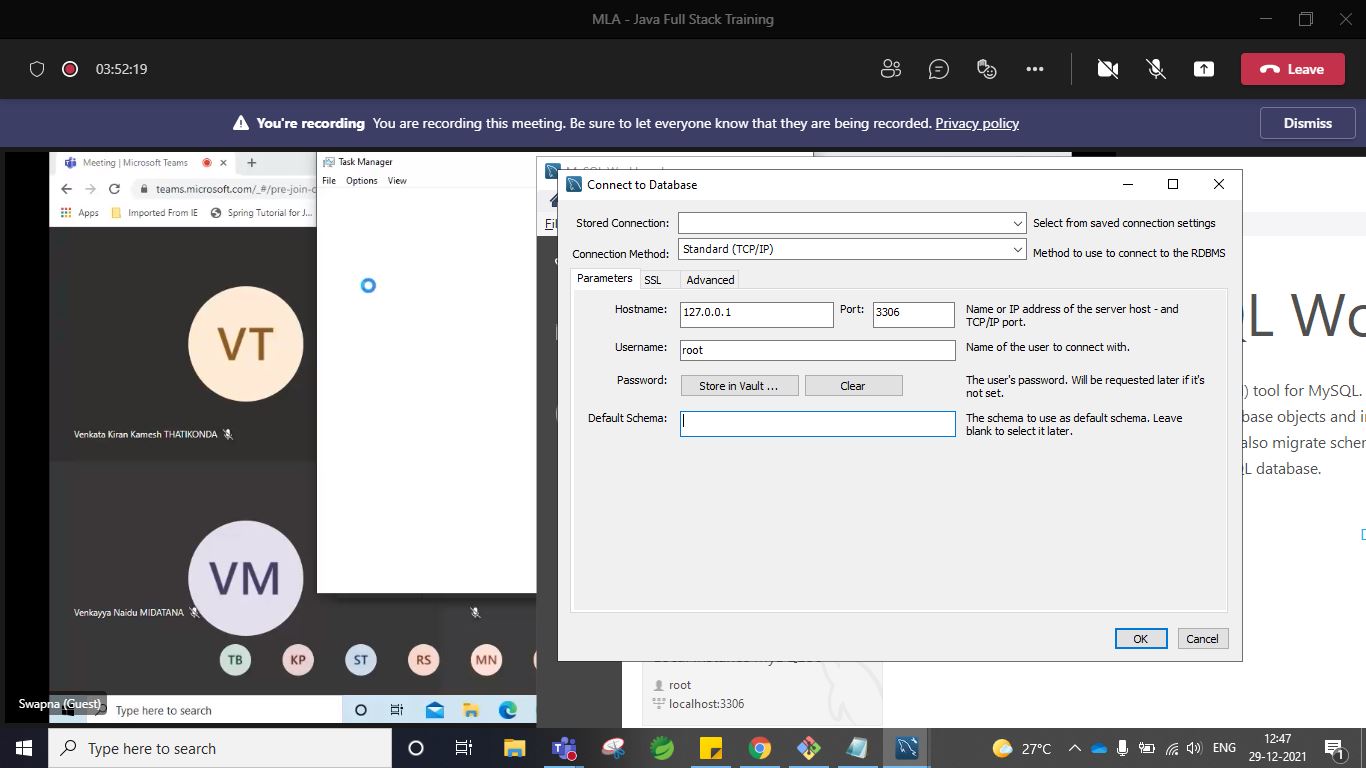 MLA - Java Full Stack Training
03:52:19
Leave
You're recording You are recording this meeting. Be sure to let everyone know that they are being recorded. Privacy policy
Dismiss
Meeting | Microsoft Teams
teams.microsoft.com/_#/pre-join-c
Apps
Imported From IE
Spring Tutorial for J...
VT
Venkata Kiran Kamesh THATIKONDA
VM
Venkayya Naidu MIDATANA
TB
KP
ST
RS
MN
Swapna (Guest)
Type here to search
Task Manager
File Options View
Connect to Database
Stored Connection:
Select from saved connection settings
Connection Method:
Standard (TCP/IP)
Method to use to connect to the RDBMS
Parameters
SSL
Advanced
Hostname:
127.0.0.1
Port:
3306
Name or IP address of the server host - and
TCP/IP port.
Username:
root
Name of the user to connect with.
Password:
Store in Vault ...
Clear
The user's password. Will be requested later if it's
not set.
Default Schema:
The schema to use as default schema. Leave
blank to select it later.
OK
Cancel
L Wo
) tool for MySQL.
base objects and i
also migrate schem
L database.
root
localhost:3306
Type here to search
27°C
ENG
12:47
29-12-2021
1